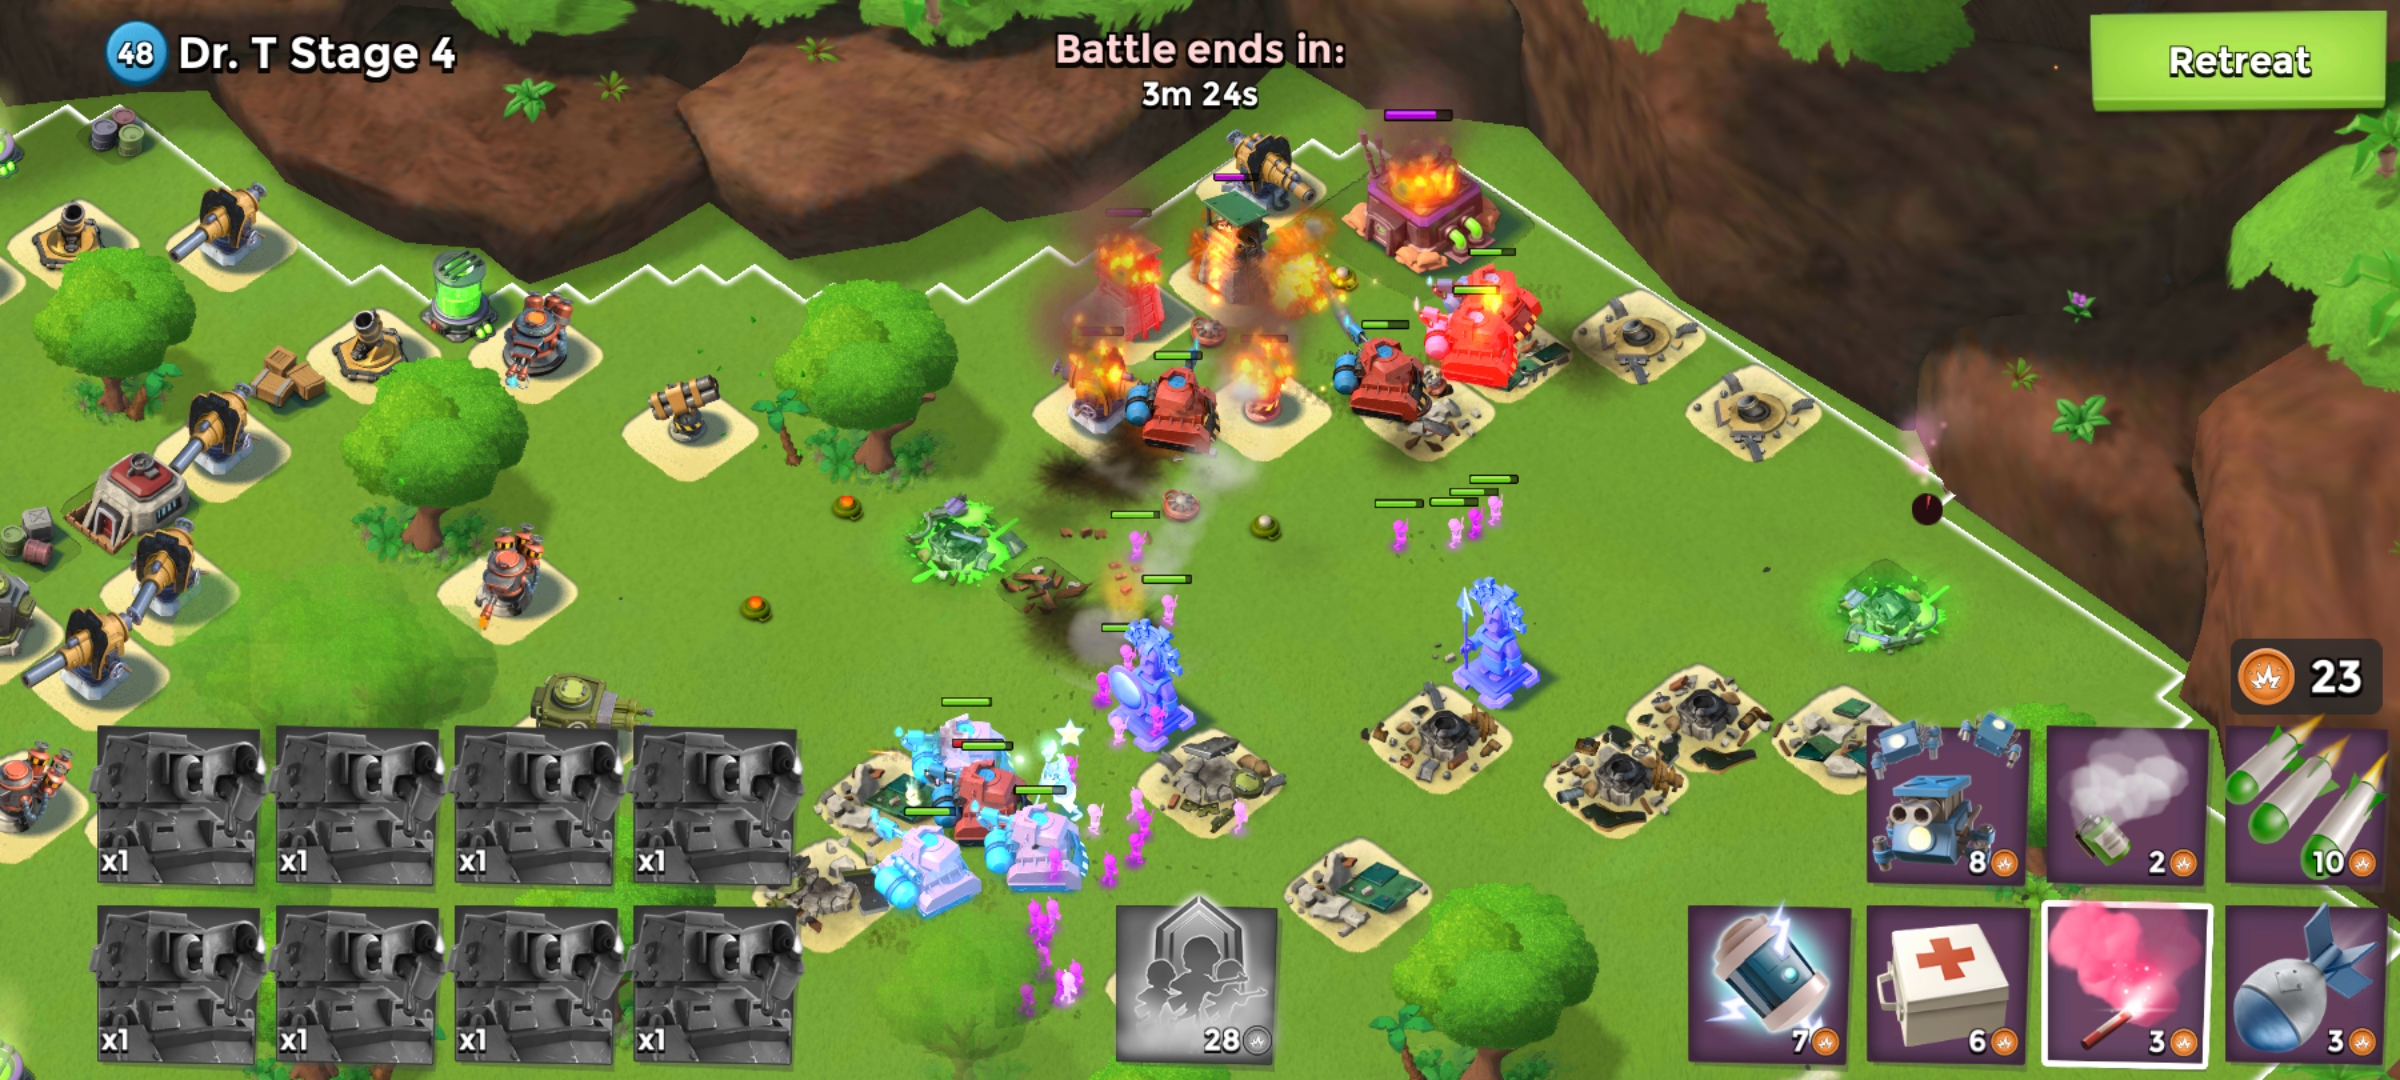 48 Dr. T Stage 4
Battle ends in:
3m 24s
Retreat
23
8
2
10
x1
x1
x1
x1
x1
x1
x1
x1
28
7
6
3
3